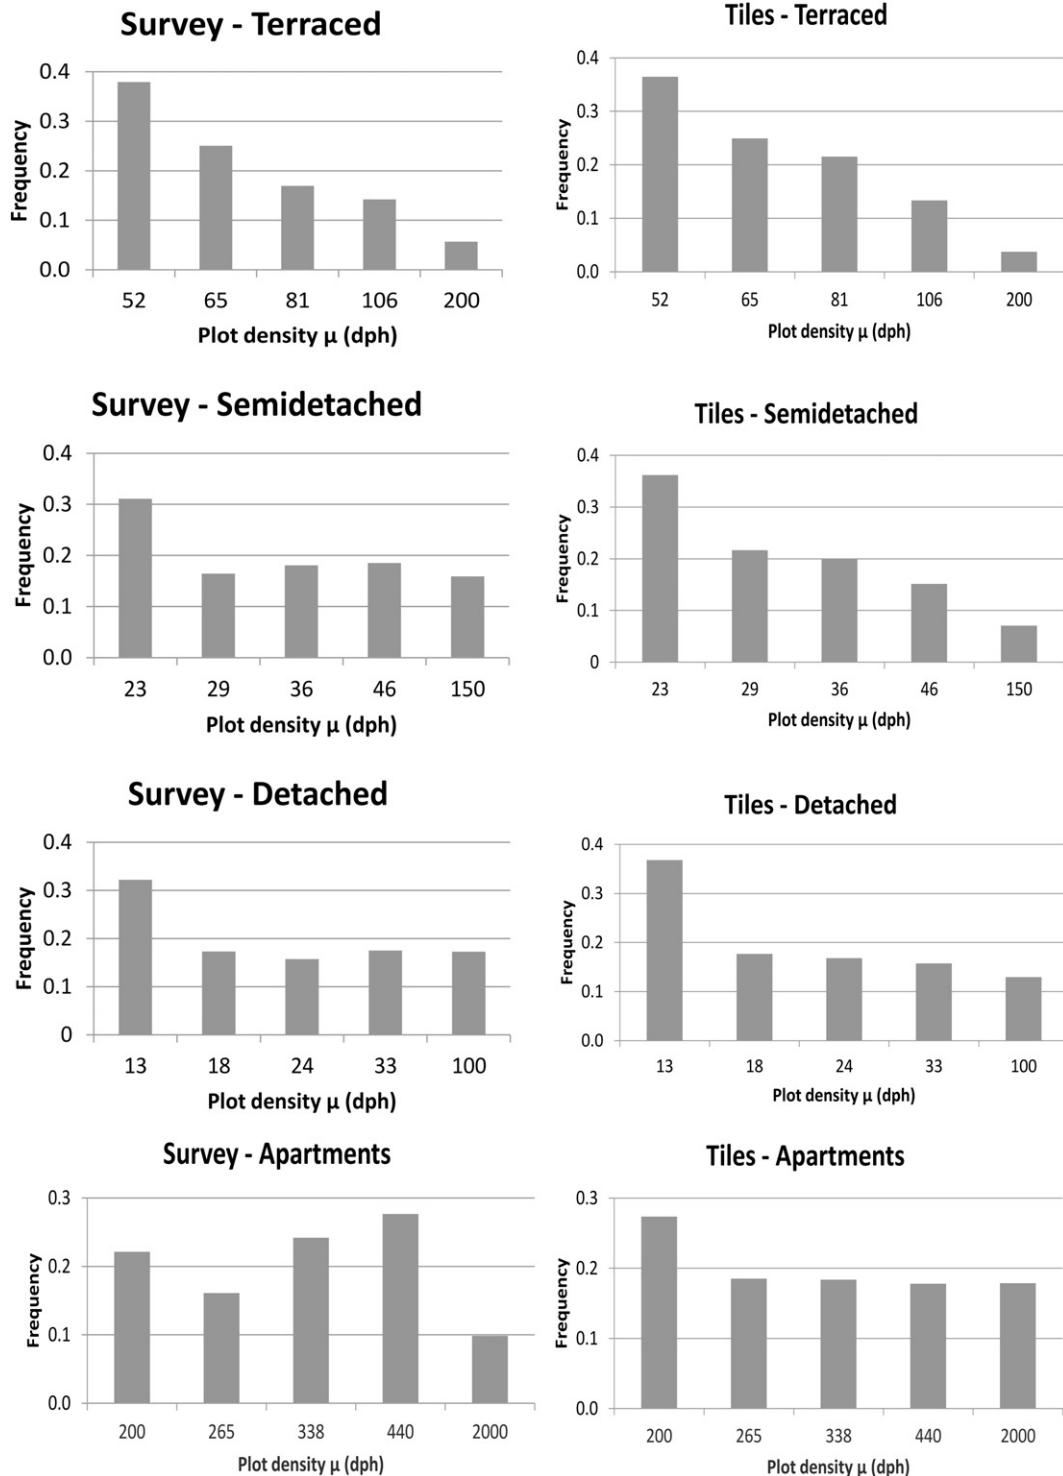 Survey - Terraced
0.4
0.3
0.2
0.1
0.0
Frequency
52 65 81 106 200
Plot density μ (dph)
Tiles - Terraced
0.4
0.3
0.2
0.1
0.0
Frequency
52 65 81 106 200
Plot density μ (dph)
Survey - Semidetached
0.4
0.3
0.2
0.1
0.0
Frequency
23 29 36 46 150
Plot density μ (dph)
Tiles - Semidetached
0.4
0.3
0.2
0.1
0
Frequency
23 29 36 46 150
Plot density μ (dph)
Survey - Detached
0.4
0.3
0.2
0.1
0
Frequency
13 18 24 33 100
Plot density μ (dph)
Tiles - Detached
0.4
0.3
0.2
0.1
0.0
Frequency
13 18 24 33 100
Plot density μ (dph)
Survey - Apartments
0.3
0.2
0.1
0.0
Frequency
200 265 338 440 2000
Plot density μ (dph)
Tiles - Apartments
0.3
0.2
0.1
0.0
Frequency
200 265 338 440 2000
Plot density μ (dph)